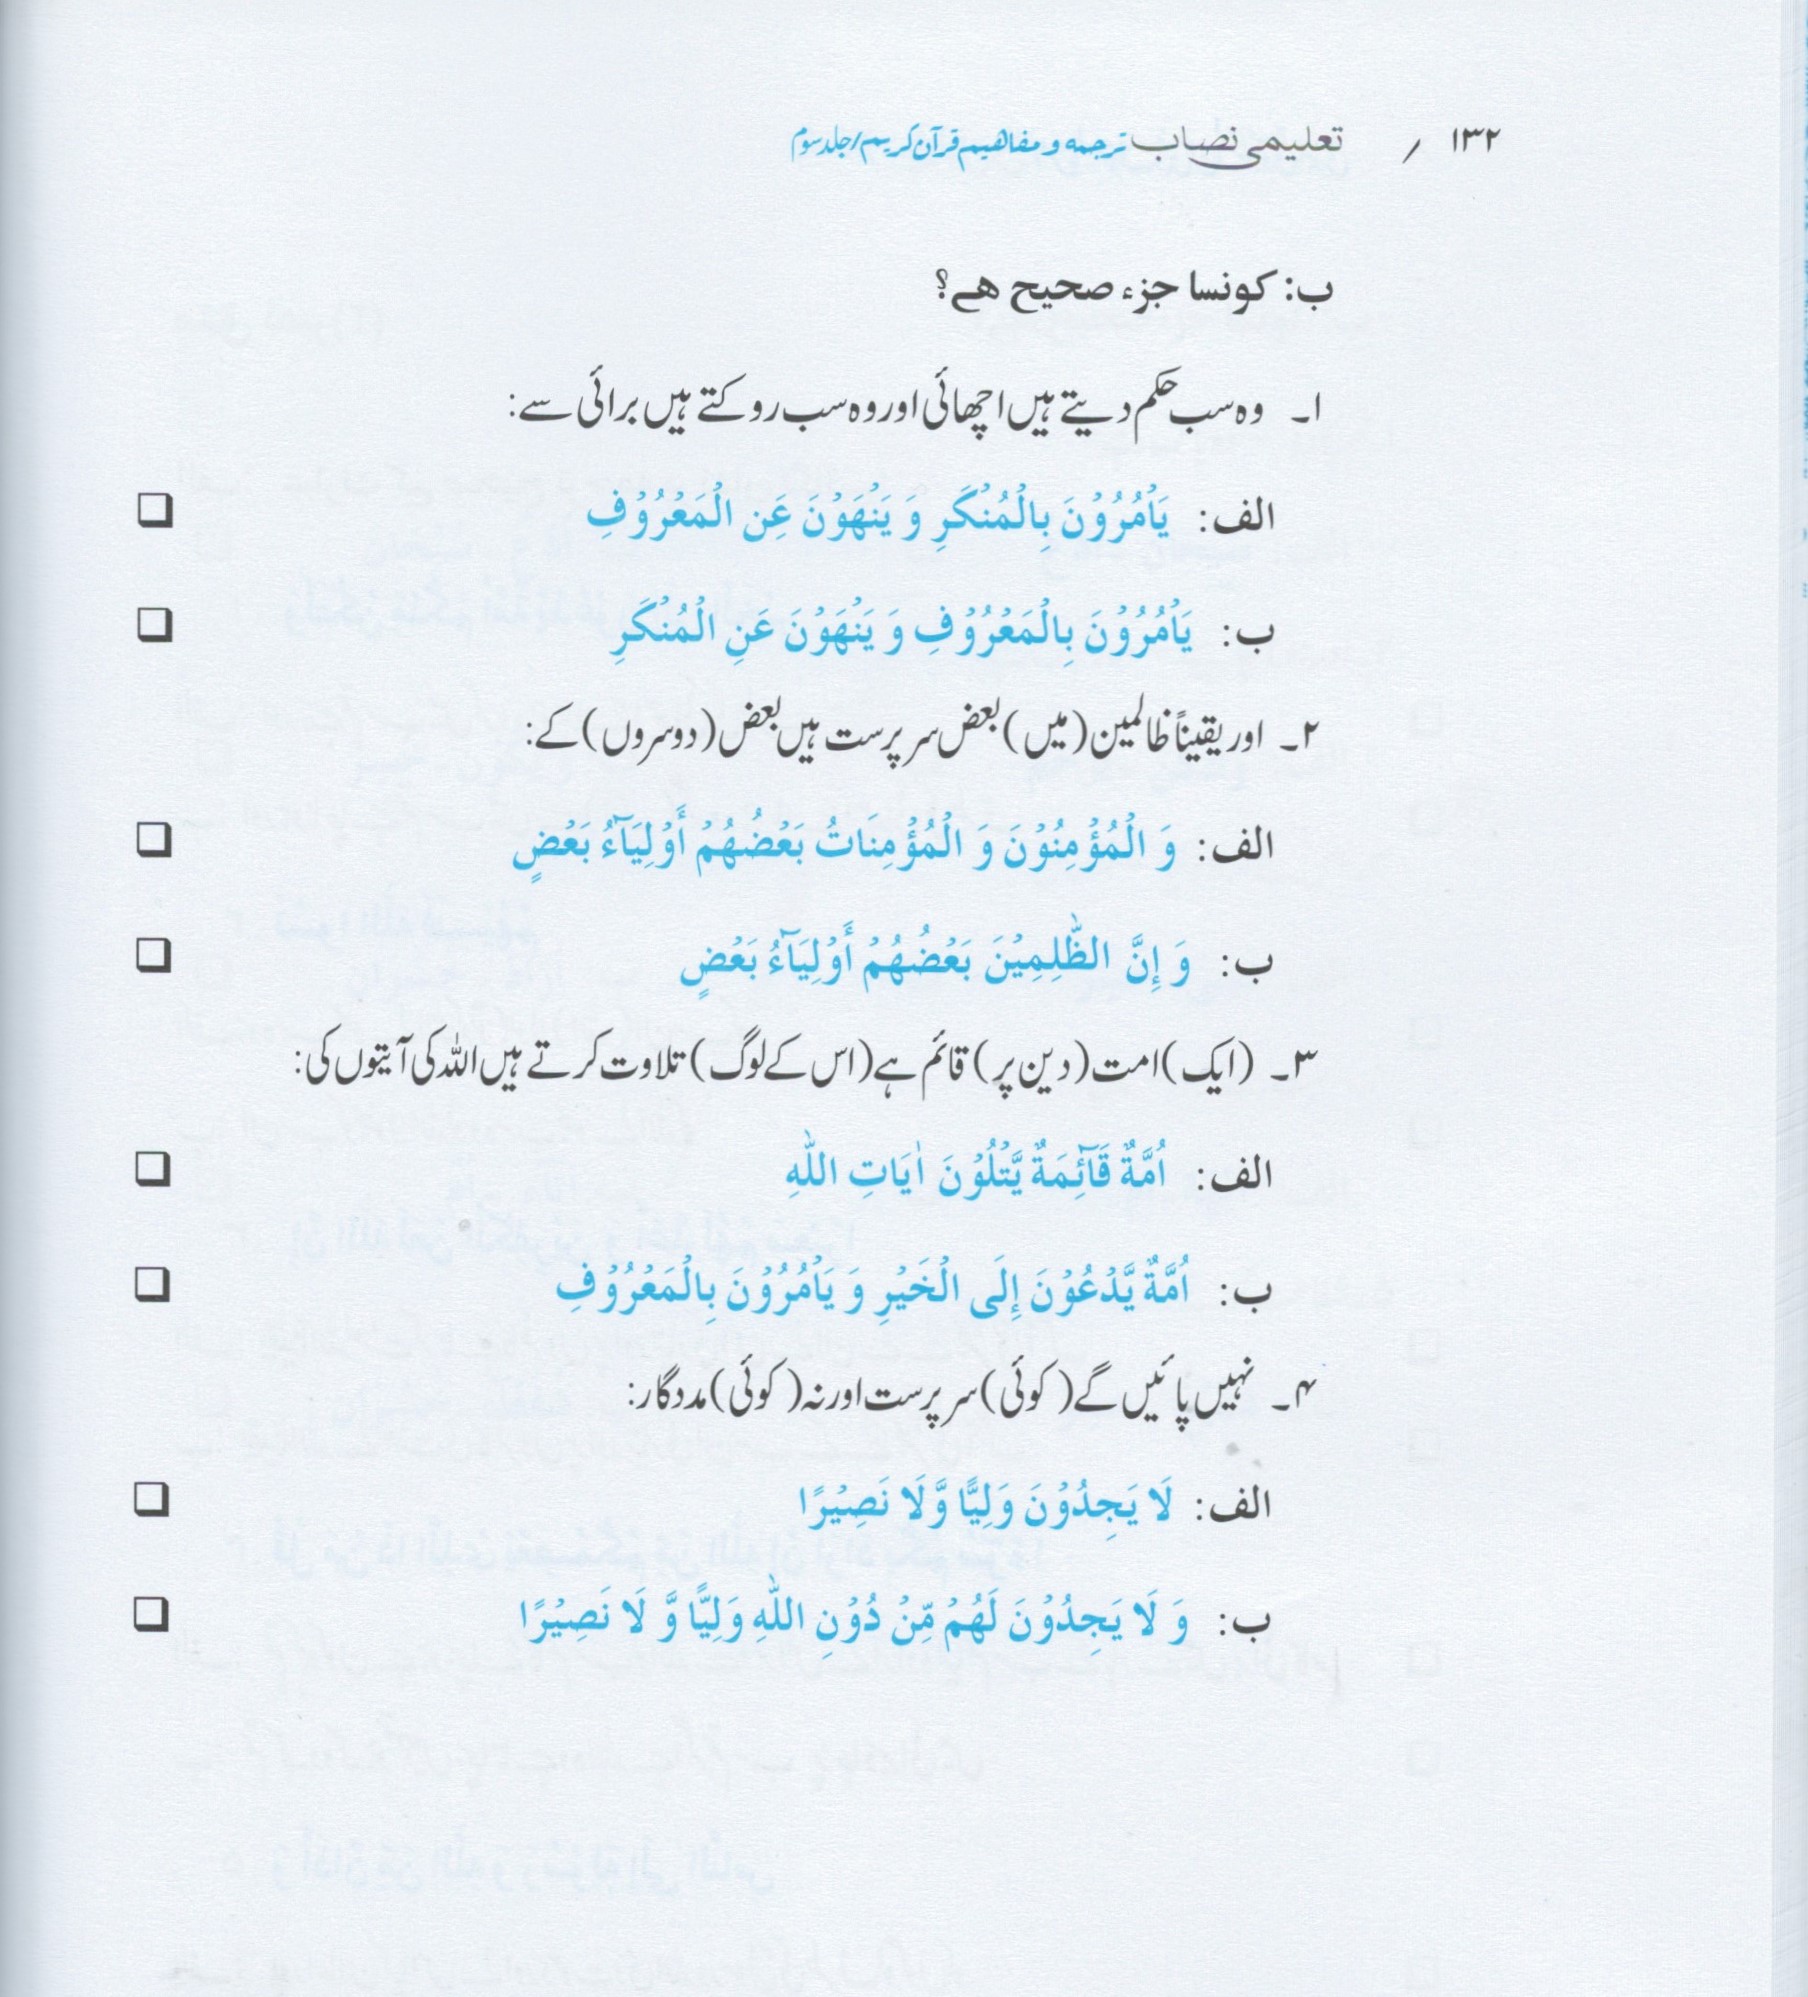 ۱۳۲ / تعلیمی نصاب ترجمہ و مفاھیم قرآن کریم/جلد سوم
ب: کونسا جزء صحیح ھے؟
۱۔ وہ سب حکم دیتے ہیں اچھائی اور وہ سب روکتے ہیں برائی سے:
الف: يَاْمُرُوْنَ بِالْمُنْكَرِ وَ يَنْهَوْنَ عَنِ الْمَعْرُوْفِ ❏
ب: يَاْمُرُوْنَ بِالْمَعْرُوْفِ وَ يَنْهَوْنَ عَنِ الْمُنْكَرِ ❏
۲۔ اور یقیناً ظالمین (میں) بعض سرپرست ہیں بعض (دوسروں) کے:
الف: وَ الْمُؤْمِنُوْنَ وَ الْمُؤْمِنَاتُ بَعْضُهُمْ أَوْلِيَآءُ بَعْضٍ ❏
ب: وَ إِنَّ الظّٰلِمِيْنَ بَعْضُهُمْ أَوْلِيَآءُ بَعْضٍ ❏
۳۔ (ایک) امت (دین پر) قائم ہے (اس کے لوگ) تلاوت کرتے ہیں اللہ کی آیتوں کی:
الف: اُمَّةٌ قَآئِمَةٌ يَّتْلُوْنَ اٰيَاتِ اللّٰهِ ❏
ب: اُمَّةٌ يَّدْعُوْنَ إِلَى الْخَيْرِ وَ يَاْمُرُوْنَ بِالْمَعْرُوْفِ ❏
۴۔ نہیں پائیں گے (کوئی) سرپرست اور نہ (کوئی) مددگار:
الف: لَا يَجِدُوْنَ وَلِيًّا وَّلَا نَصِيْرًا ❏
ب: وَ لَا يَجِدُوْنَ لَهُمْ مِّنْ دُوْنِ اللّٰهِ وَلِيًّا وَّ لَا نَصِيْرًا ❏